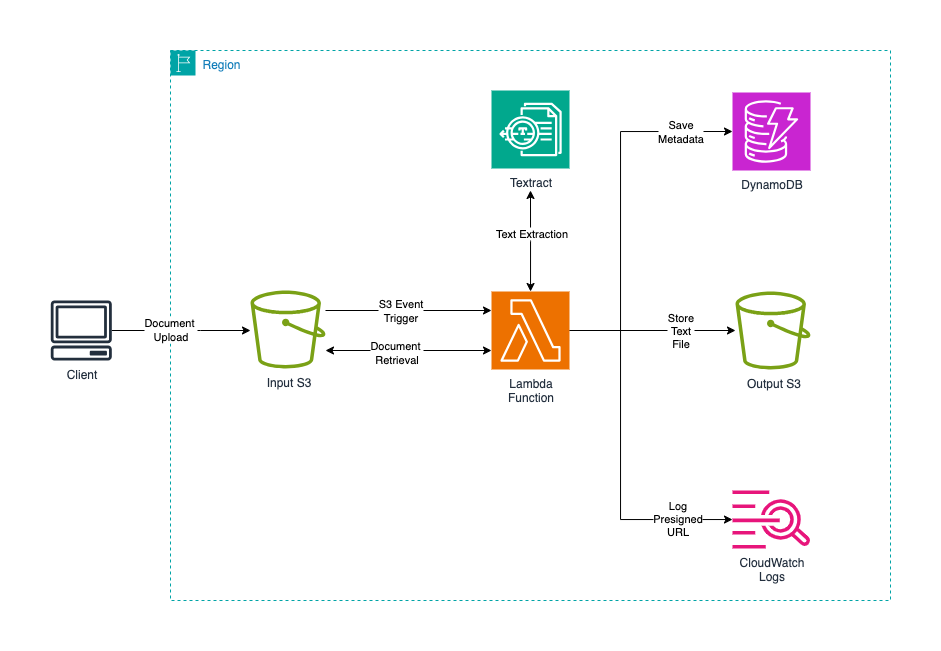 Region
Textract
Text Extraction
Save
Metadata
DynamoDB
Client
Document
Upload
Input S3
S3 Event
Trigger
Document
Retrieval
Lambda
Function
Store
Text
File
Output S3
Log
Presigned
URL
CloudWatch
Logs